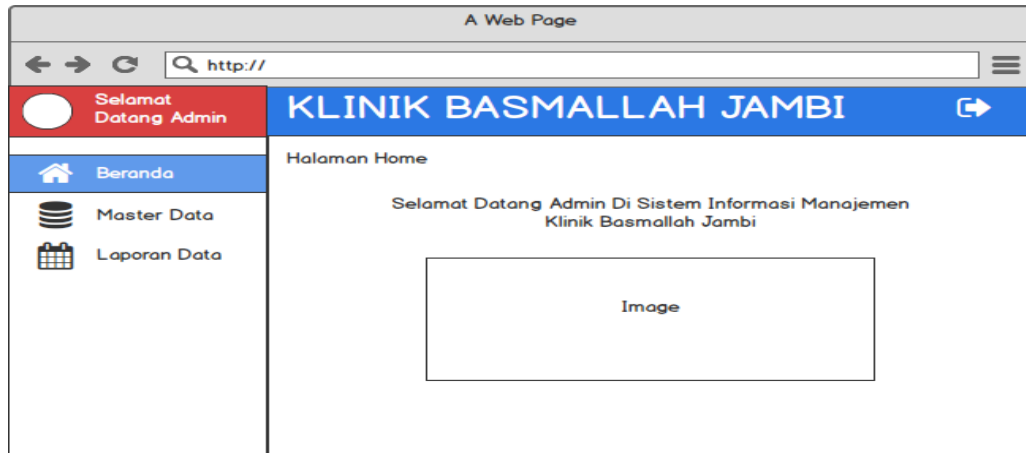 A Web Page
http://
Selamat
Datang Admin
KLINIK BASMALLAH JAMBI
Beranda
Master Data
Laporan Data
Halaman Home
Selamat Datang Admin Di Sistem Informasi Manajemen
Klinik Basmallah Jambi
Image